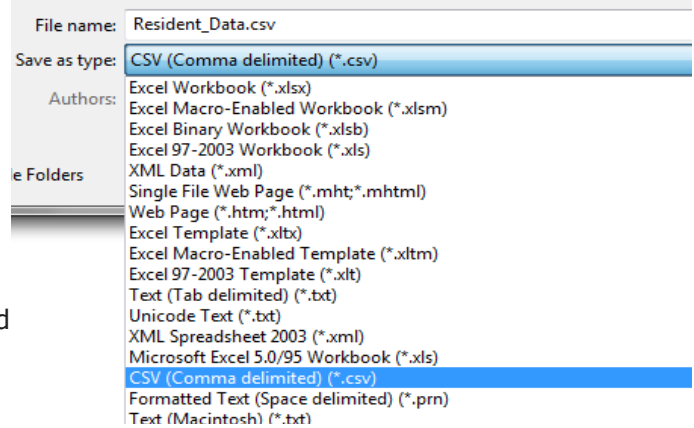 File name: Resident_Data.csv
Save as type: CSV (Comma delimited) (*.csv)
Authors:
Excel Workbook (*.xlsx)
Excel Macro-Enabled Workbook (*.xlsm)
Excel Binary Workbook (*.xlsb)
Excel 97-2003 Workbook (*.xls)
e Folders
XML Data (*.xml)
Single File Web Page (*.mht;*.mhtml)
Web Page (*.htm;*.html)
Excel Template (*.xltx)
Excel Macro-Enabled Template (*.xltm)
Excel 97-2003 Template (*.xlt)
Text (Tab delimited) (*.txt)
Unicode Text (*.txt)
d
XML Spreadsheet 2003 (*.xml)
Microsoft Excel 5.0/95 Workbook (*.xls)
CSV (Comma delimited) (*.csv)
Formatted Text (Space delimited) (*.prn)
Text (Macintosh) (*.txt)